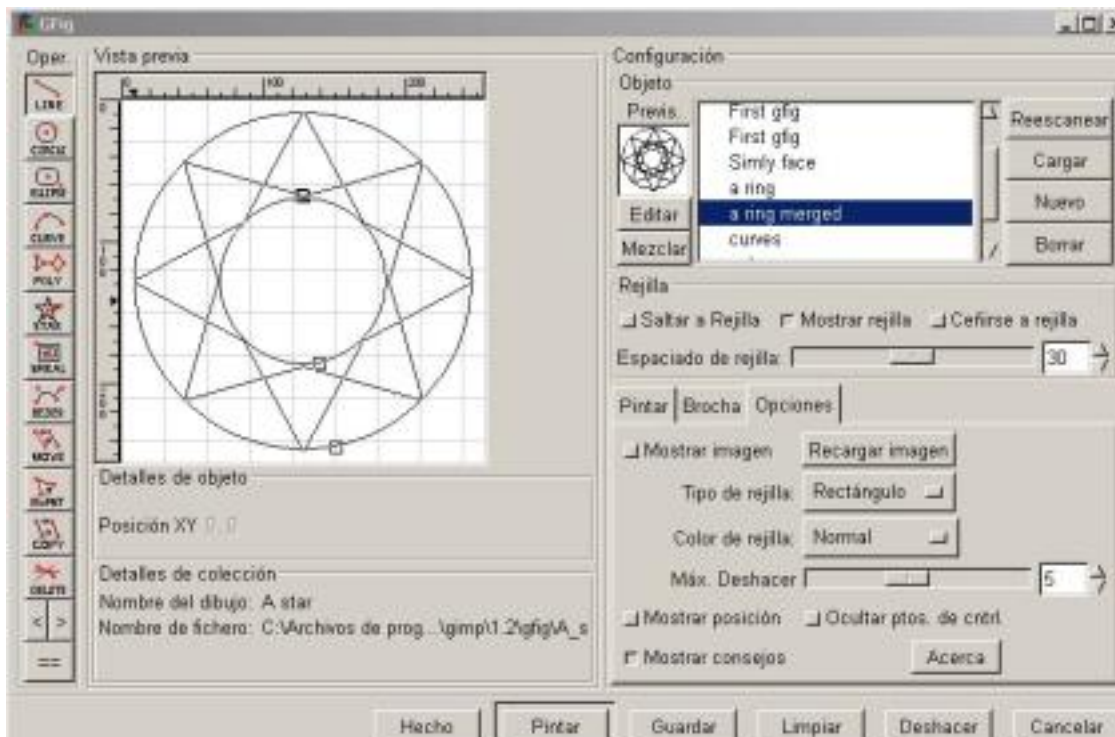 GFig
Oper.
LINE
CIRCLE
CURVE
POLY
STAR
MOVE
COPY
DELETE
< >
==
Vista previa
0 100 200
Detalles de objeto
Posición XY 0, 0
Detalles de colección
Nombre del dibujo: A star
Nombre de fichero: C:\Archivos de prog...\gimp\1.2\gfig\A_s
Configuración
Objeto
Previs.
Editar
Mezclar
First gfig
First gfig
Simly face
a ring
a ring merged
curves
Reescanear
Cargar
Nuevo
Borrar
Rejilla
Saltar a Rejilla Mostrar rejilla Ceñirse a rejilla
Espaciado de rejilla: 30
Pintar Brocha Opciones
Mostrar imagen Recargar imagen
Tipo de rejilla: Rectángulo
Color de rejilla: Normal
Máx. Deshacer 5
Mostrar posición Ocultar ptos. de cntrl.
Mostrar consejos Acerca
Hecho Pintar Guardar Limpiar Deshacer Cancelar